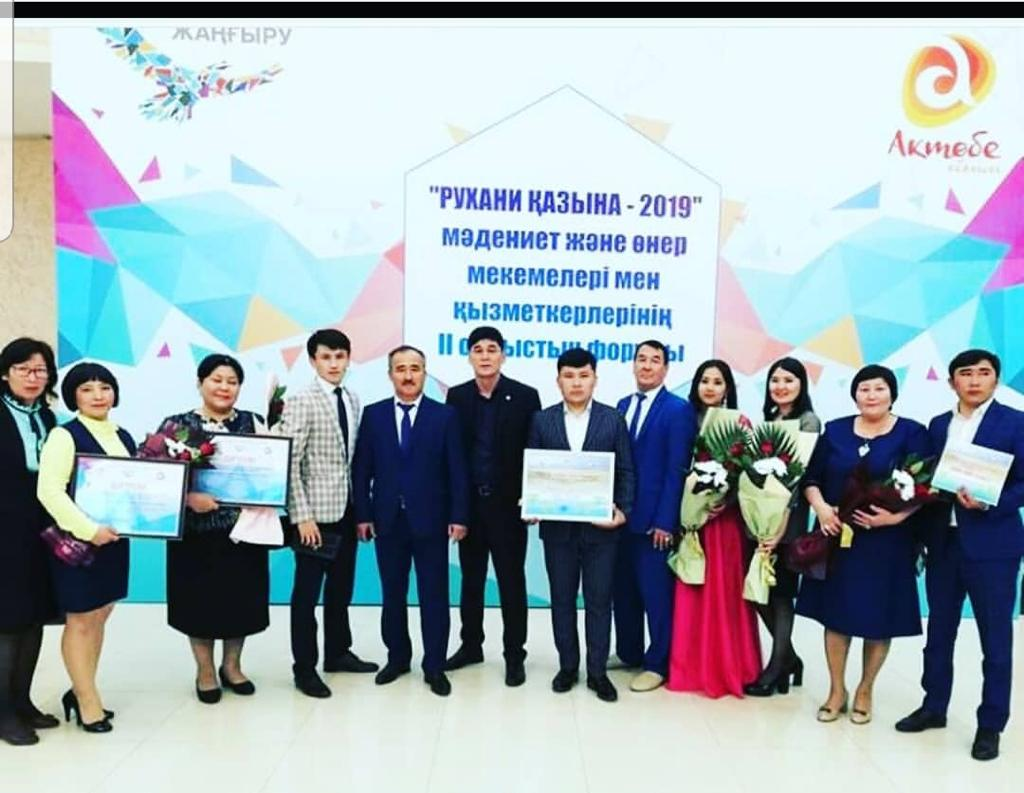 ЖАҢҒЫРУ
Ақтөбе
"РУХАНИ ҚАЗЫНА - 2019"
мәдениет және өнер
мекемелері мен
қызметкерлерінің
II